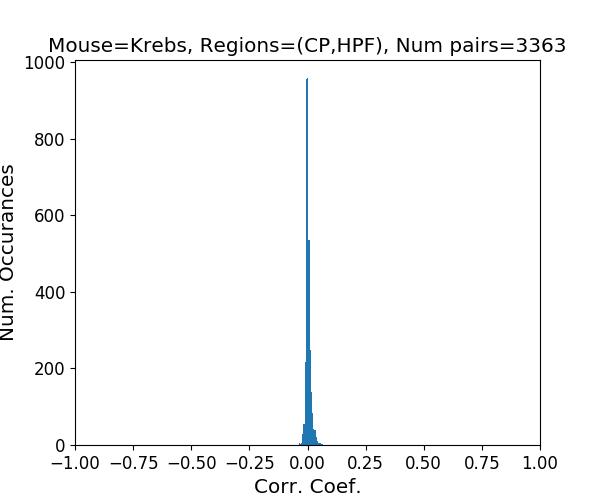 Mouse=Krebs, Regions=(CP,HPF), Num pairs=3363
1000
800
600
400
200
0
Num. Occurances
−1.00 −0.75 −0.50 −0.25 0.00 0.25 0.50 0.75 1.00
Corr. Coef.